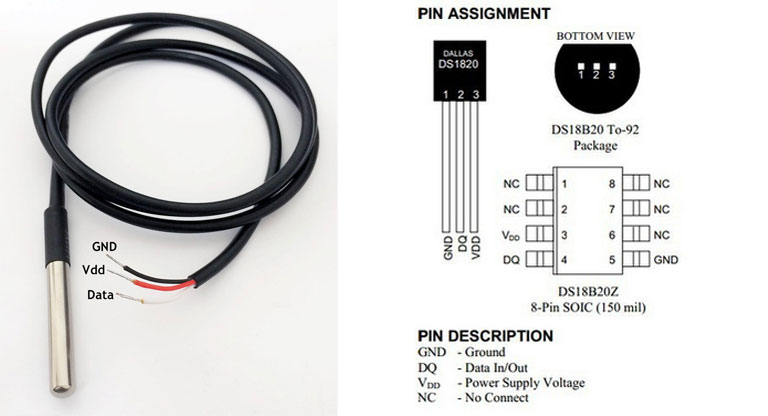 GND
Vdd
Data
PIN ASSIGNMENT
DALLAS
DS1820
1 2 3
GND
DQ
VDD
BOTTOM VIEW
1 2 3
DS18B20 To-92
Package
NC 1 8 NC
NC 2 7 NC
VDD 3 6 NC
DQ 4 5 GND
DS18B20Z
8-Pin SOIC (150 mil)
PIN DESCRIPTION
GND - Ground
DQ - Data In/Out
VDD - Power Supply Voltage
NC - No Connect